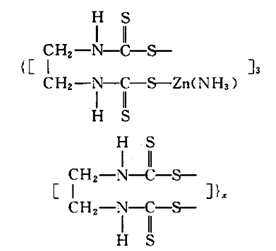 H S
CH₂—N—C—S—
{[ ]₃
CH₂—N—C—S—Zn(NH₃)
H S
H S
CH₂—N—C—S—
[ ]}ₓ
CH₂—N—C—S—
H S